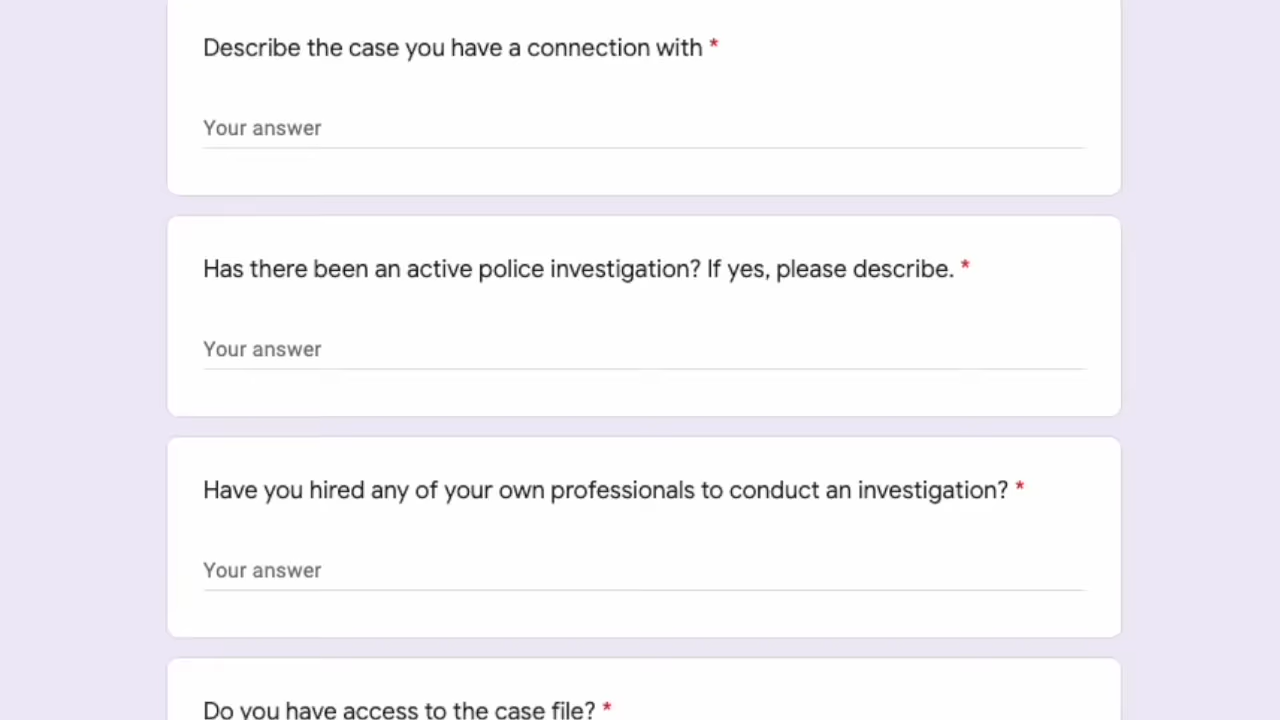 Describe the case you have a connection with *
Your answer
Has there been an active police investigation? If yes, please describe. *
Your answer
Have you hired any of your own professionals to conduct an investigation? *
Your answer
Do you have access to the case file? *